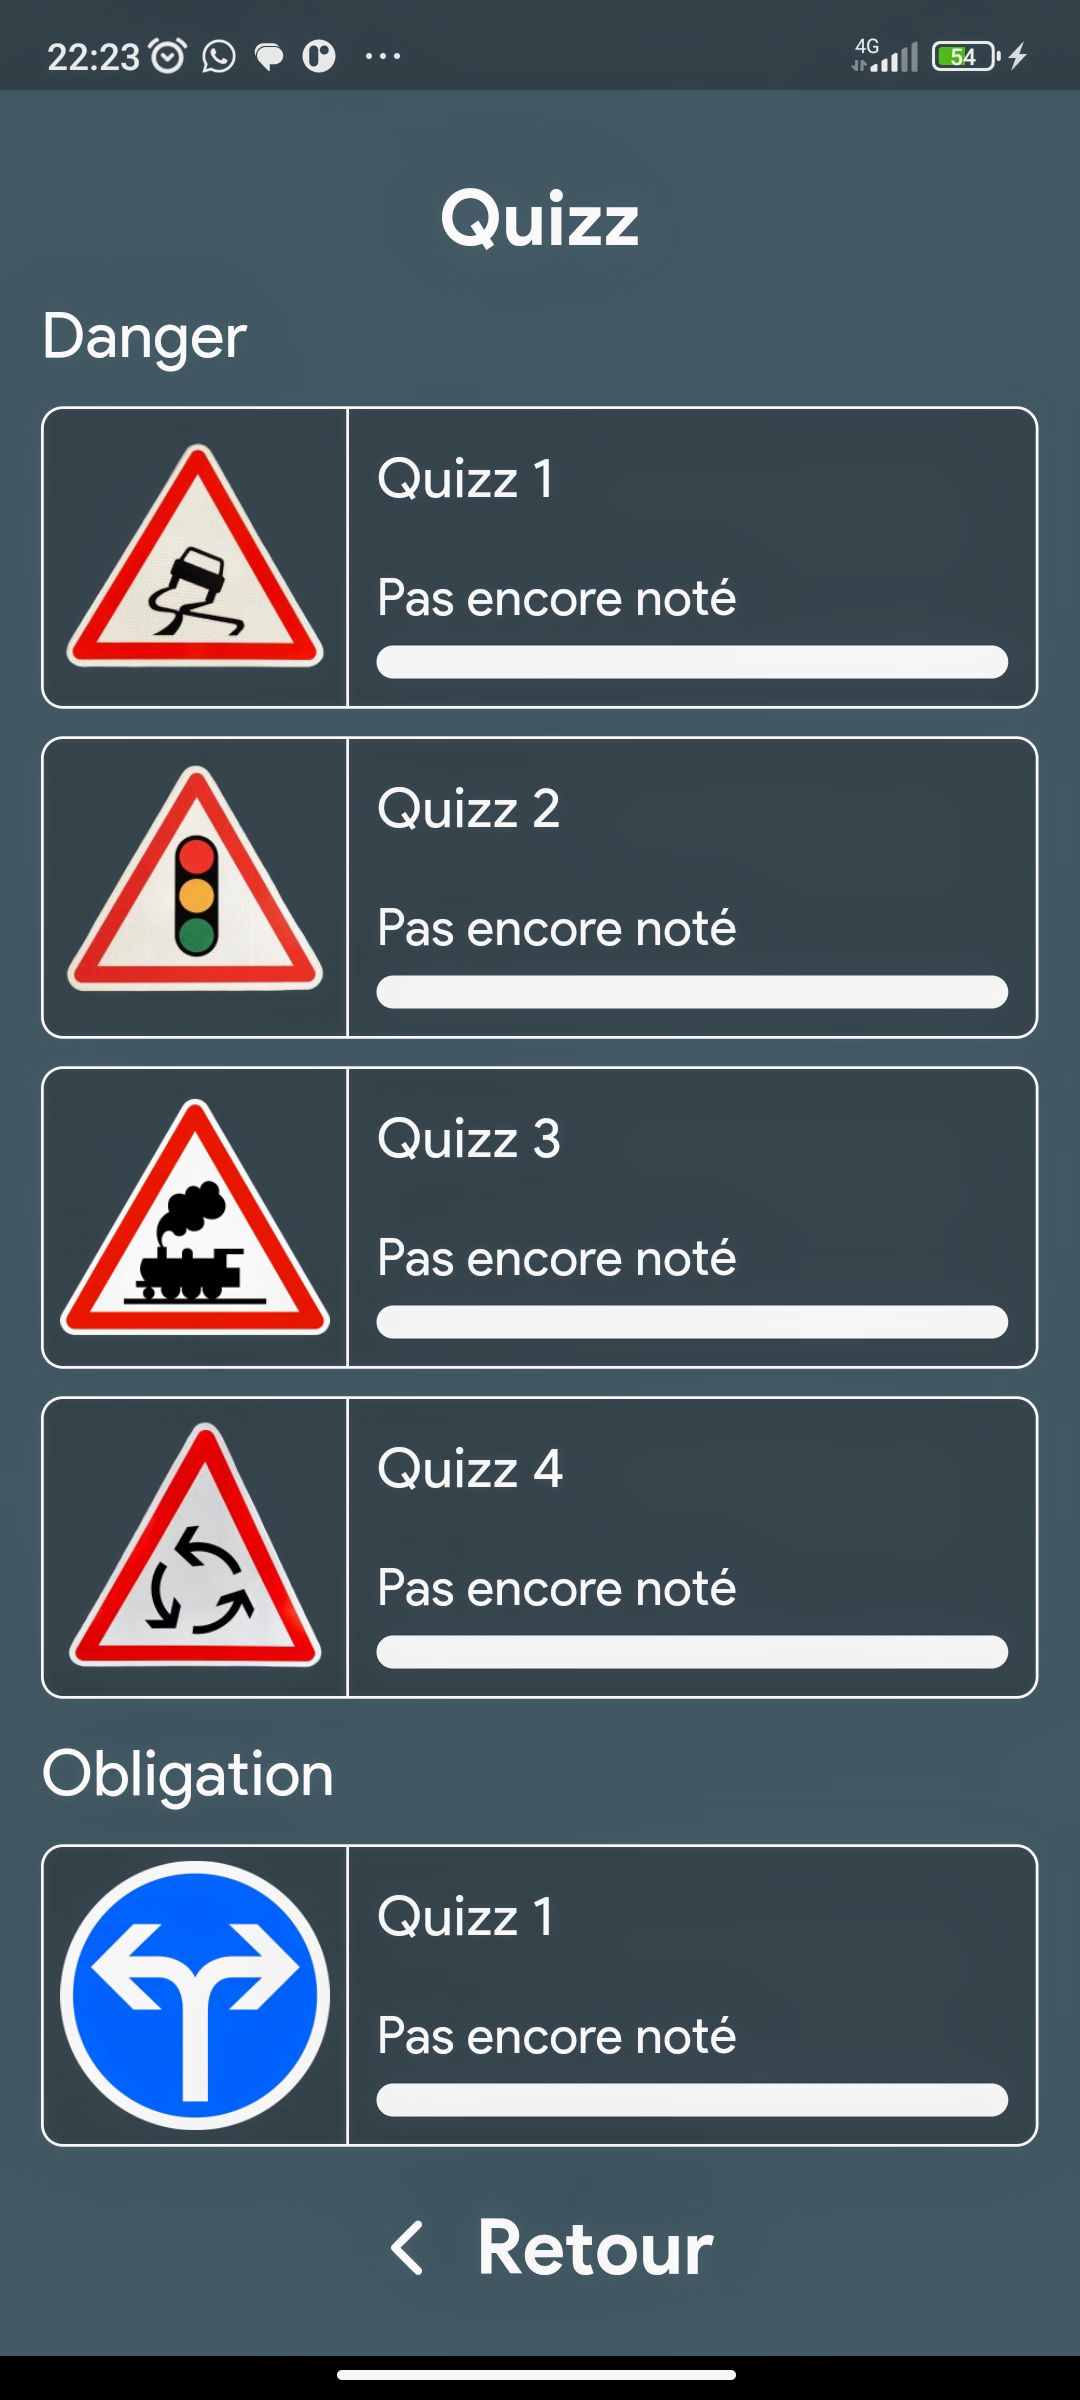 22:23
4G
54
Quizz
Danger
Quizz 1
Pas encore noté
Quizz 2
Pas encore noté
Quizz 3
Pas encore noté
Quizz 4
Pas encore noté
Obligation
Quizz 1
Pas encore noté
Retour